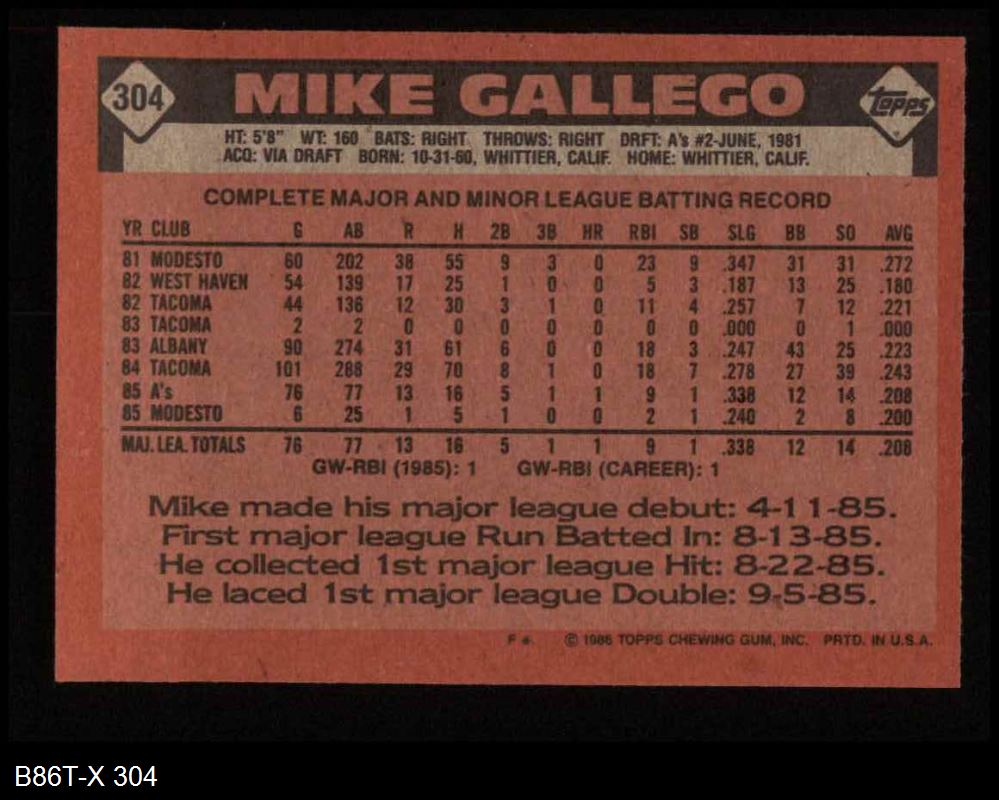 304 MIKE GALLEGO topps
HT: 5'8" WT: 160 BATS: RIGHT THROWS: RIGHT DRFT: A's #2-JUNE, 1981
ACQ: VIA DRAFT BORN: 10-31-60, WHITTIER, CALIF. HOME: WHITTIER, CALIF.
COMPLETE MAJOR AND MINOR LEAGUE BATTING RECORD
YR CLUB G AB R H 2B 3B HR RBI SB SLG BB SO AVG
81 MODESTO 60 202 38 55 9 3 0 23 9 .347 31 31 .272
82 WEST HAVEN 54 139 17 25 1 0 0 5 3 .187 13 25 .180
82 TACOMA 44 136 12 30 3 1 0 11 4 .257 7 12 .221
83 TACOMA 2 2 0 0 0 0 0 0 0 .000 0 1 .000
83 ALBANY 90 274 31 61 6 0 0 18 3 .247 43 25 .223
84 TACOMA 101 288 29 70 8 1 0 18 7 .278 27 39 .243
85 A's 76 77 13 16 5 1 1 9 1 .338 12 14 .208
85 MODESTO 6 25 1 5 1 0 0 2 1 .240 2 8 .200
MAJ. LEA. TOTALS 76 77 13 16 5 1 1 9 1 .338 12 14 .208
GW-RBI (1985): 1 GW-RBI (CAREER): 1
Mike made his major league debut: 4-11-85.
First major league Run Batted In: 8-13-85.
He collected 1st major league Hit: 8-22-85.
He laced 1st major league Double: 9-5-85.
F * © 1986 TOPPS CHEWING GUM, INC. PRTD. IN U.S.A.
B86T-X 304